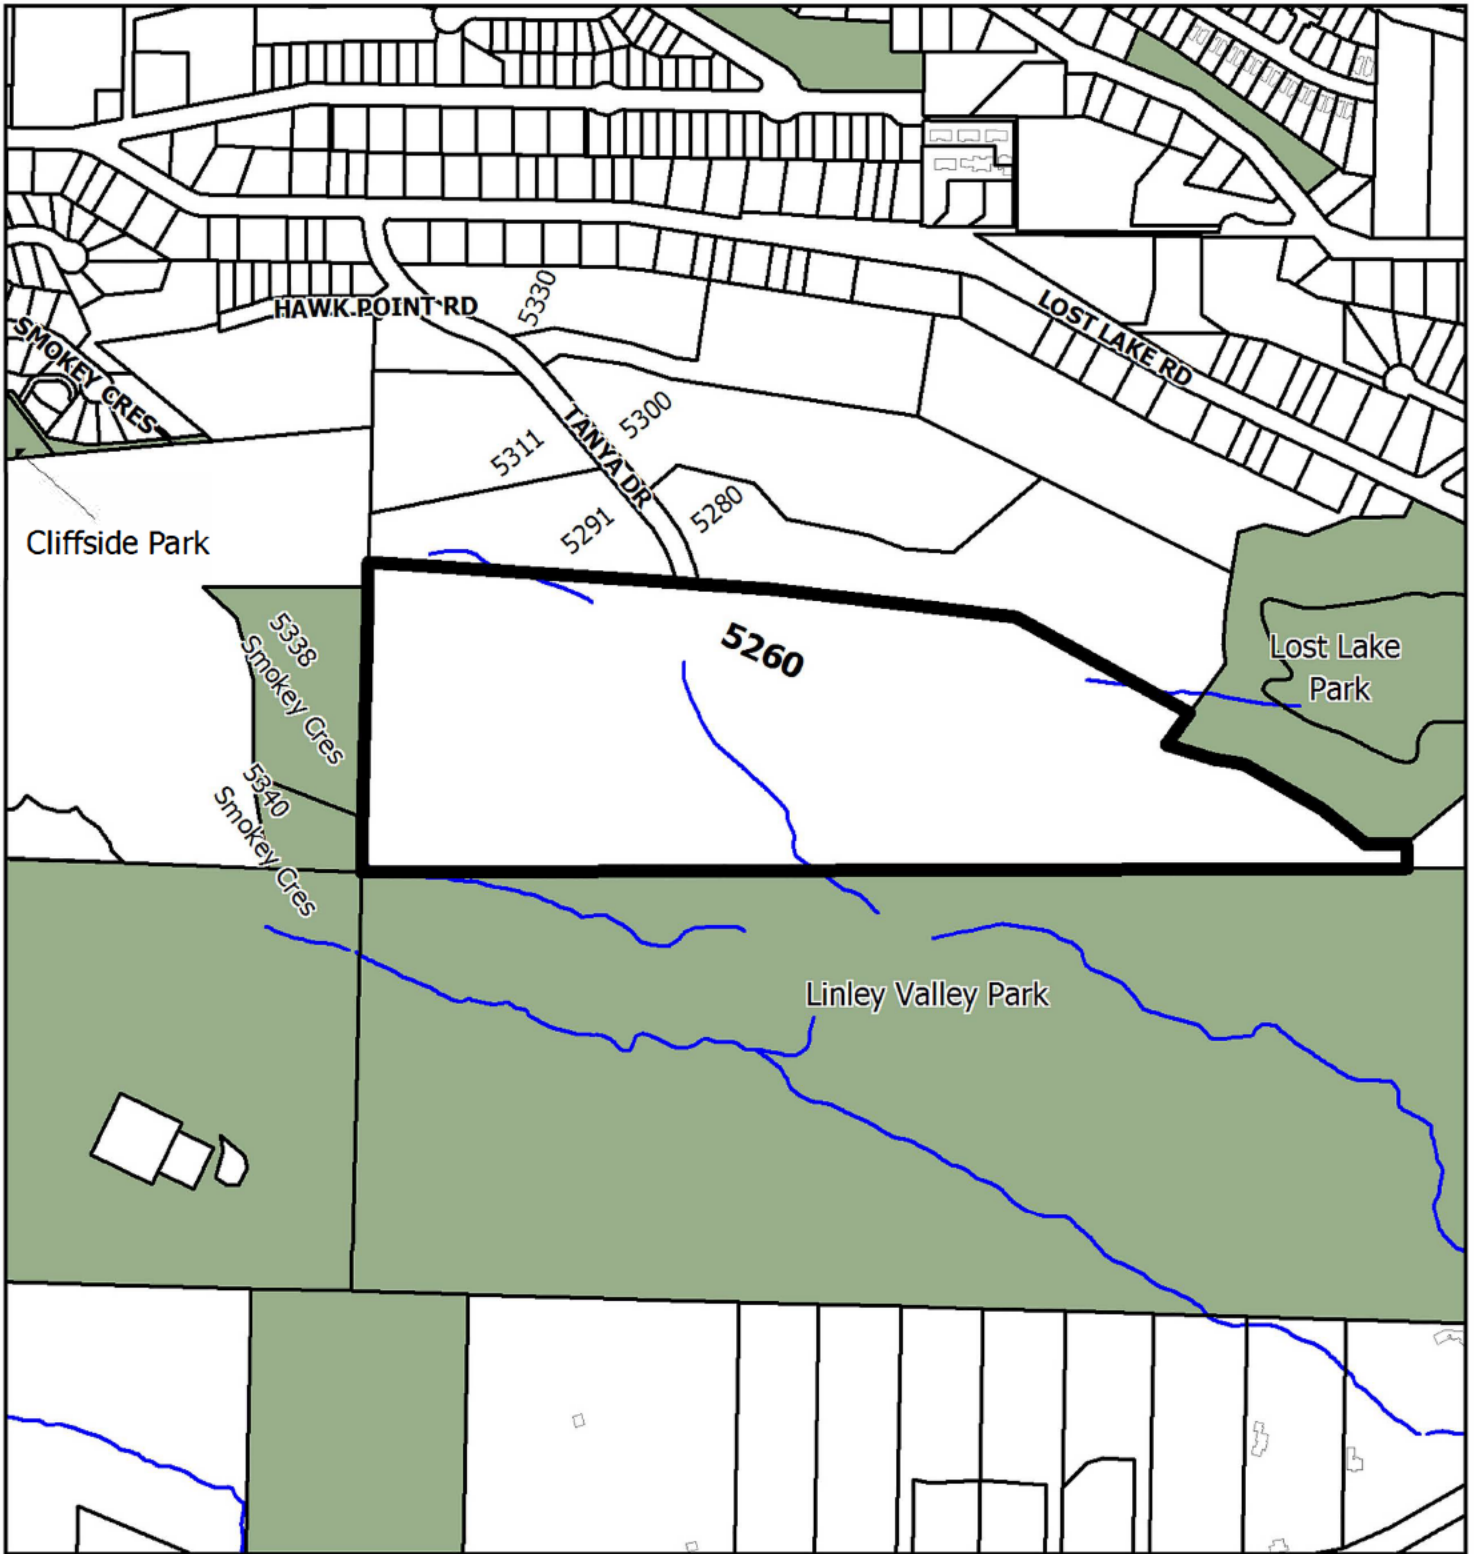 HAWK POINT RD
5330
LOST LAKE RD
SMOKEY CRES
TANYA DR
5300
5311
5280
5291
Cliffside Park
5260
5338
Smokey Cres
Lost Lake
Park
5340
Smokey Cres
Linley Valley Park